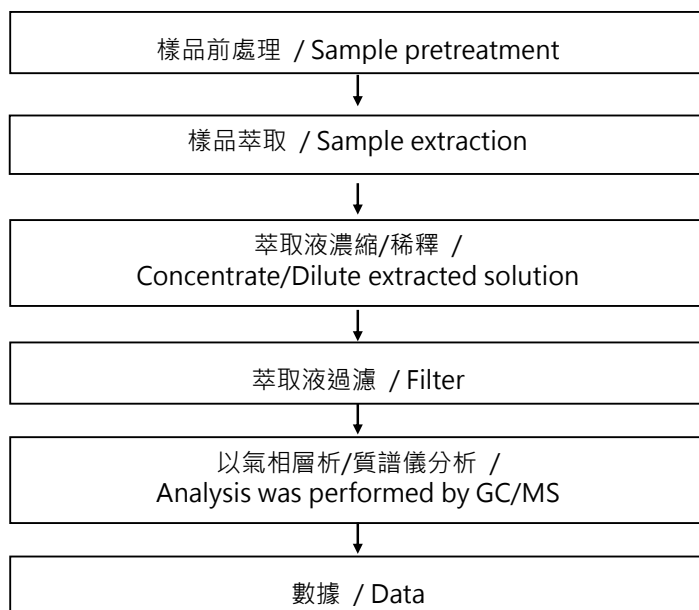 樣品前處理 / Sample pretreatment
樣品萃取 / Sample extraction
萃取液濃縮/稀釋 /
Concentrate/Dilute extracted solution
萃取液過濾 / Filter
以氣相層析/質譜儀分析 /
Analysis was performed by GC/MS
數據 / Data